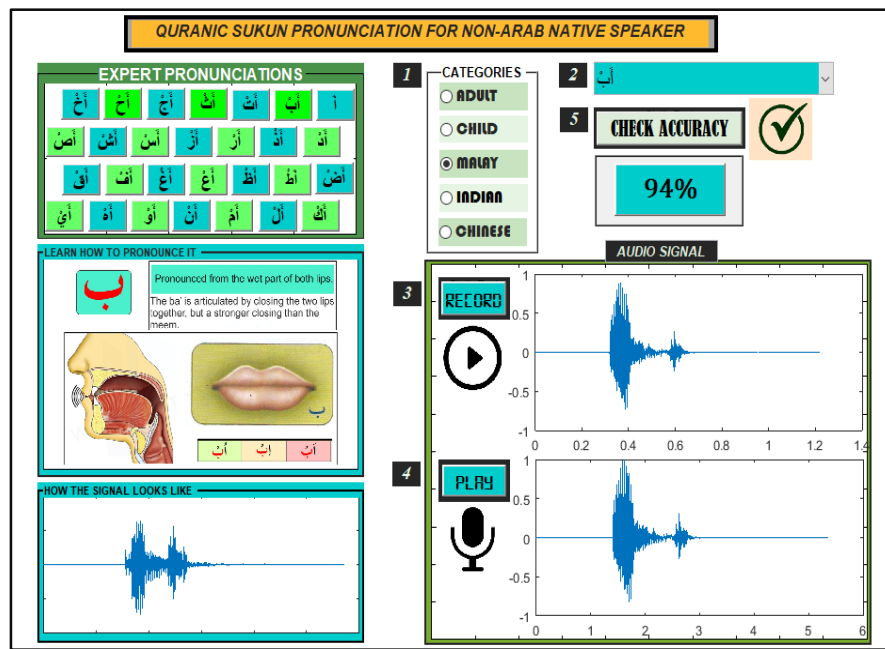 QURANIC SUKUN PRONUNCIATION FOR NON-ARAB NATIVE SPEAKER
EXPERT PRONUNCIATIONS
أَخْ أَحْ أَجْ أَثْ أَتْ أَبْ أ
أَصْ أَشْ أَسْ أَزْ أَرْ أَذْ أَدْ
أَقْ أَفْ أَغْ أَعْ أَظْ أَطْ أَضْ
أَيْ أَهْ أَوْ أَنْ أَمْ أَلْ أَكْ
LEARN HOW TO PRONOUNCE IT
ب
Pronounced from the wet part of both lips.
The ba' is articulated by closing the two lips
together, but a stronger closing than the
meem.
ب
أُبْ إِبْ أَبْ
HOW THE SIGNAL LOOKS LIKE
1
CATEGORIES
ADULT
CHILD
MALAY
INDIAN
CHINESE
2
أَبْ
5
CHECK ACCURACY
94%
AUDIO SIGNAL
3
RECORD
1
0.5
0
-0.5
-1
0 0.2 0.4 0.6 0.8 1 1.2 1.4
4
PLAY
1
0.5
0
-0.5
-1
0 1 2 3 4 5 6